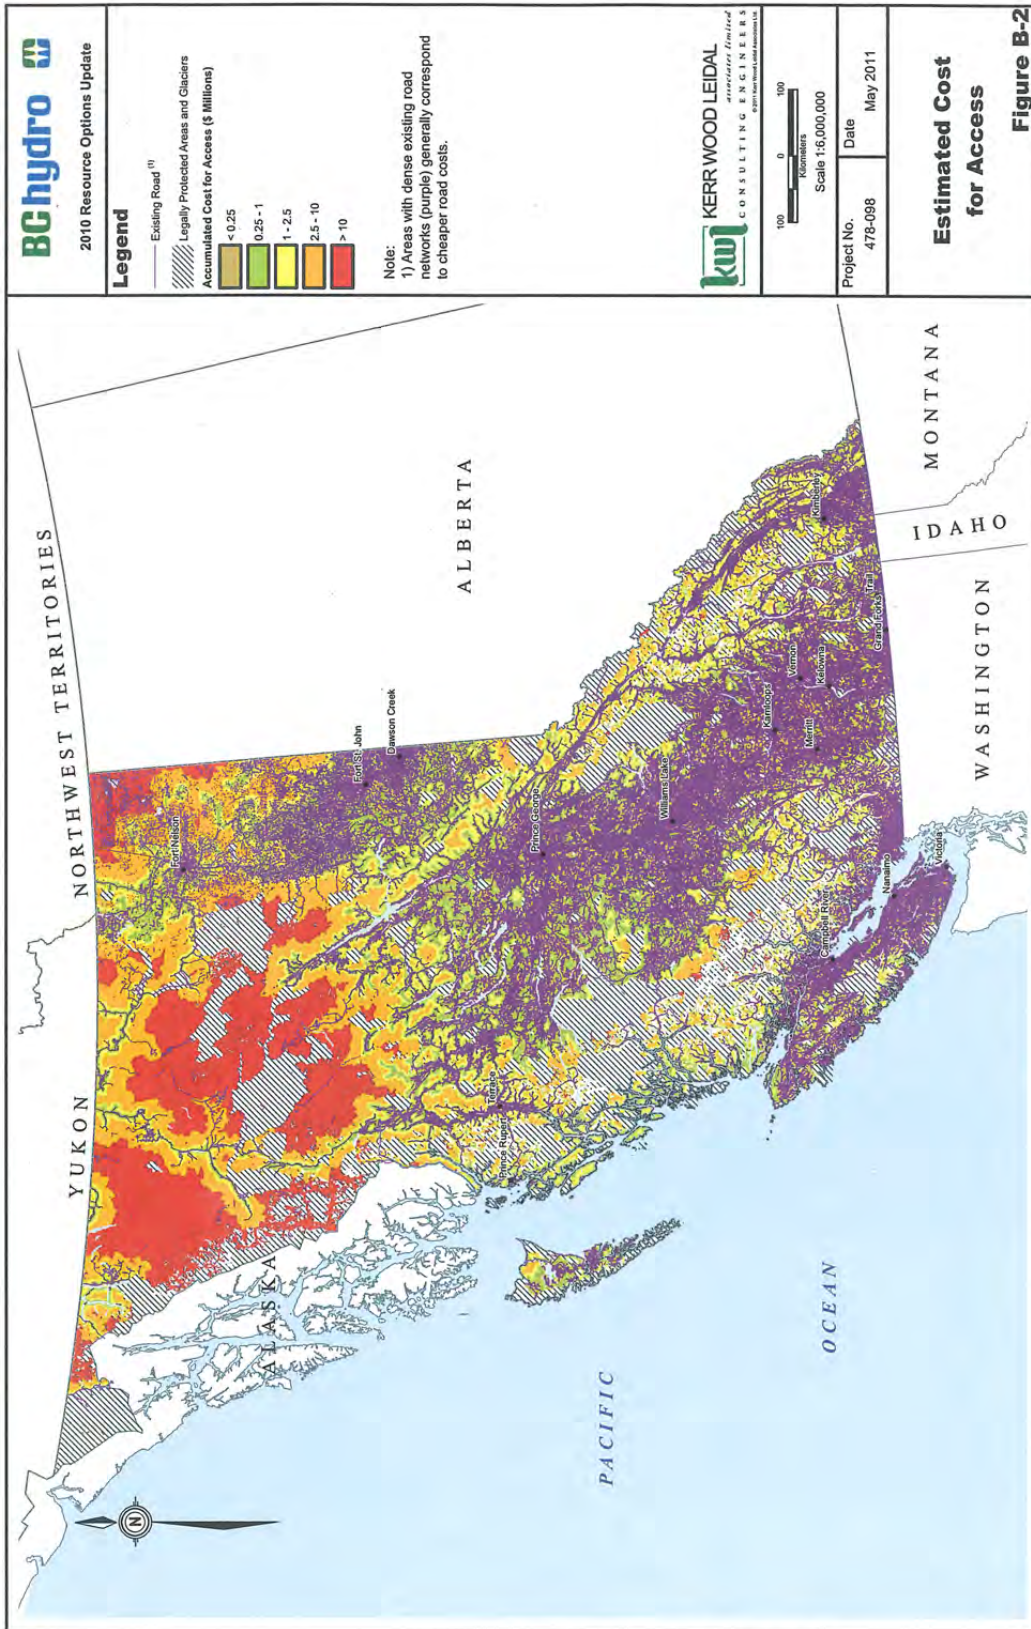 BChydro
2010 Resource Options Update
Legend
Existing Road (1)
Legally Protected Areas and Glaciers
Accumulated Cost for Access ($ Millions)
< 0.25
0.25 - 1
1 - 2.5
2.5 - 10
> 10
Note:
1) Areas with dense existing road
networks (purple) generally correspond
to cheaper road costs.
kwl
KERR WOOD LEIDAL
associates limited
CONSULTING ENGINEERS
100
0
100
Kilometers
Scale 1:6,000,000
Project No.
478-098
Date
May 2011
Estimated Cost
for Access
Figure B-2
YUKON
NORTHWEST TERRITORIES
ALASKA
ALBERTA
Fort Nelson
Fort St. John
Dawson Creek
Prince Rupert
Terrace
Prince George
Williams Lake
Kamloops
Vernon
Kelowna
Merritt
Kimberley
Grand Forks
Trail
Campbell River
Nanaimo
Victoria
PACIFIC
OCEAN
WASHINGTON
IDAHO
MONTANA
N